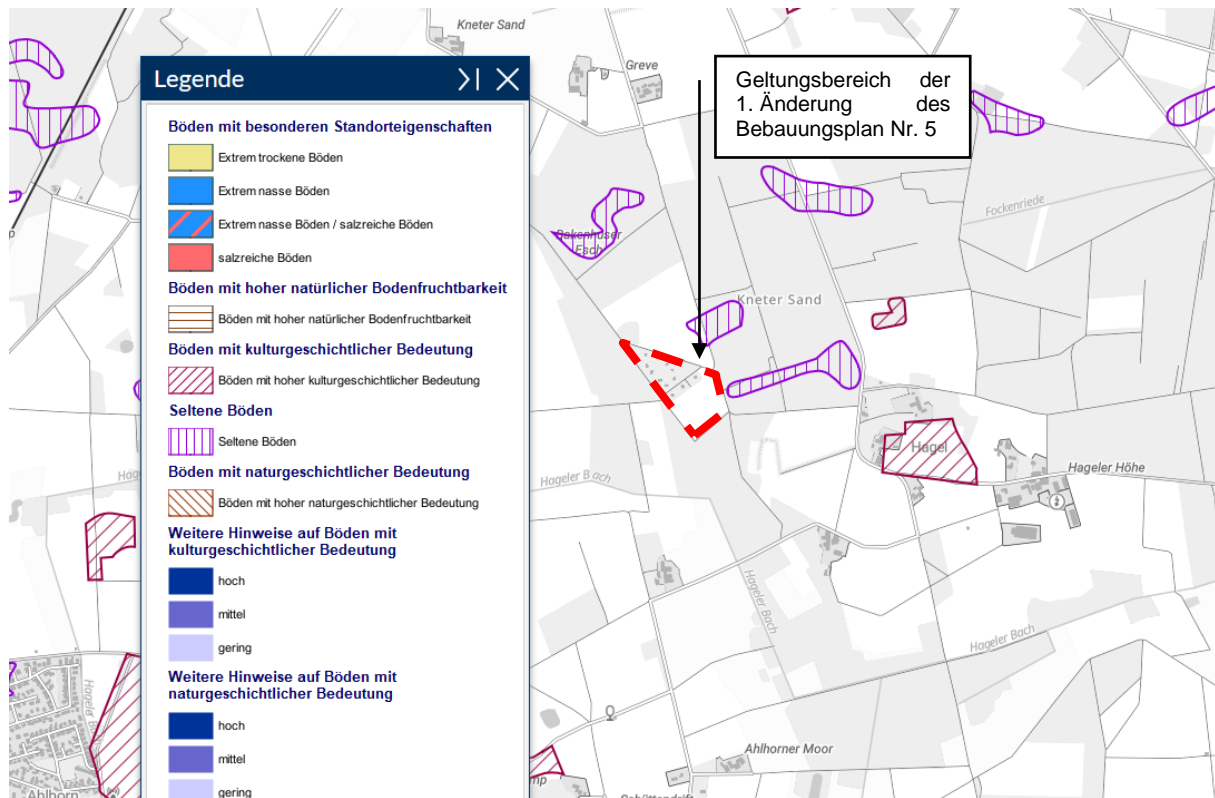 Kneter Sand
Greve
Geltungsbereich der
1. Änderung des
Bebauungsplan Nr. 5
Legende
Böden mit besonderen Standorteigenschaften
Extrem trockene Böden
Extrem nasse Böden
Extrem nasse Böden / salzreiche Böden
salzreiche Böden
Böden mit hoher natürlicher Bodenfruchtbarkeit
Böden mit hoher natürlicher Bodenfruchtbarkeit
Böden mit kulturgeschichtlicher Bedeutung
Böden mit hoher kulturgeschichtlicher Bedeutung
Seltene Böden
Seltene Böden
Böden mit naturgeschichtlicher Bedeutung
Böden mit hoher naturgeschichtlicher Bedeutung
Weitere Hinweise auf Böden mit
kulturgeschichtlicher Bedeutung
hoch
mittel
gering
Weitere Hinweise auf Böden mit
naturgeschichtlicher Bedeutung
hoch
mittel
gering
Fockenriede
Bakenhuser
Esch
Kneter Sand
Hagel
Hageler Höhe
Hageler Bach
Hageler Bach
Hageler Bach
Ahlhorner Moor
Ahlhorn